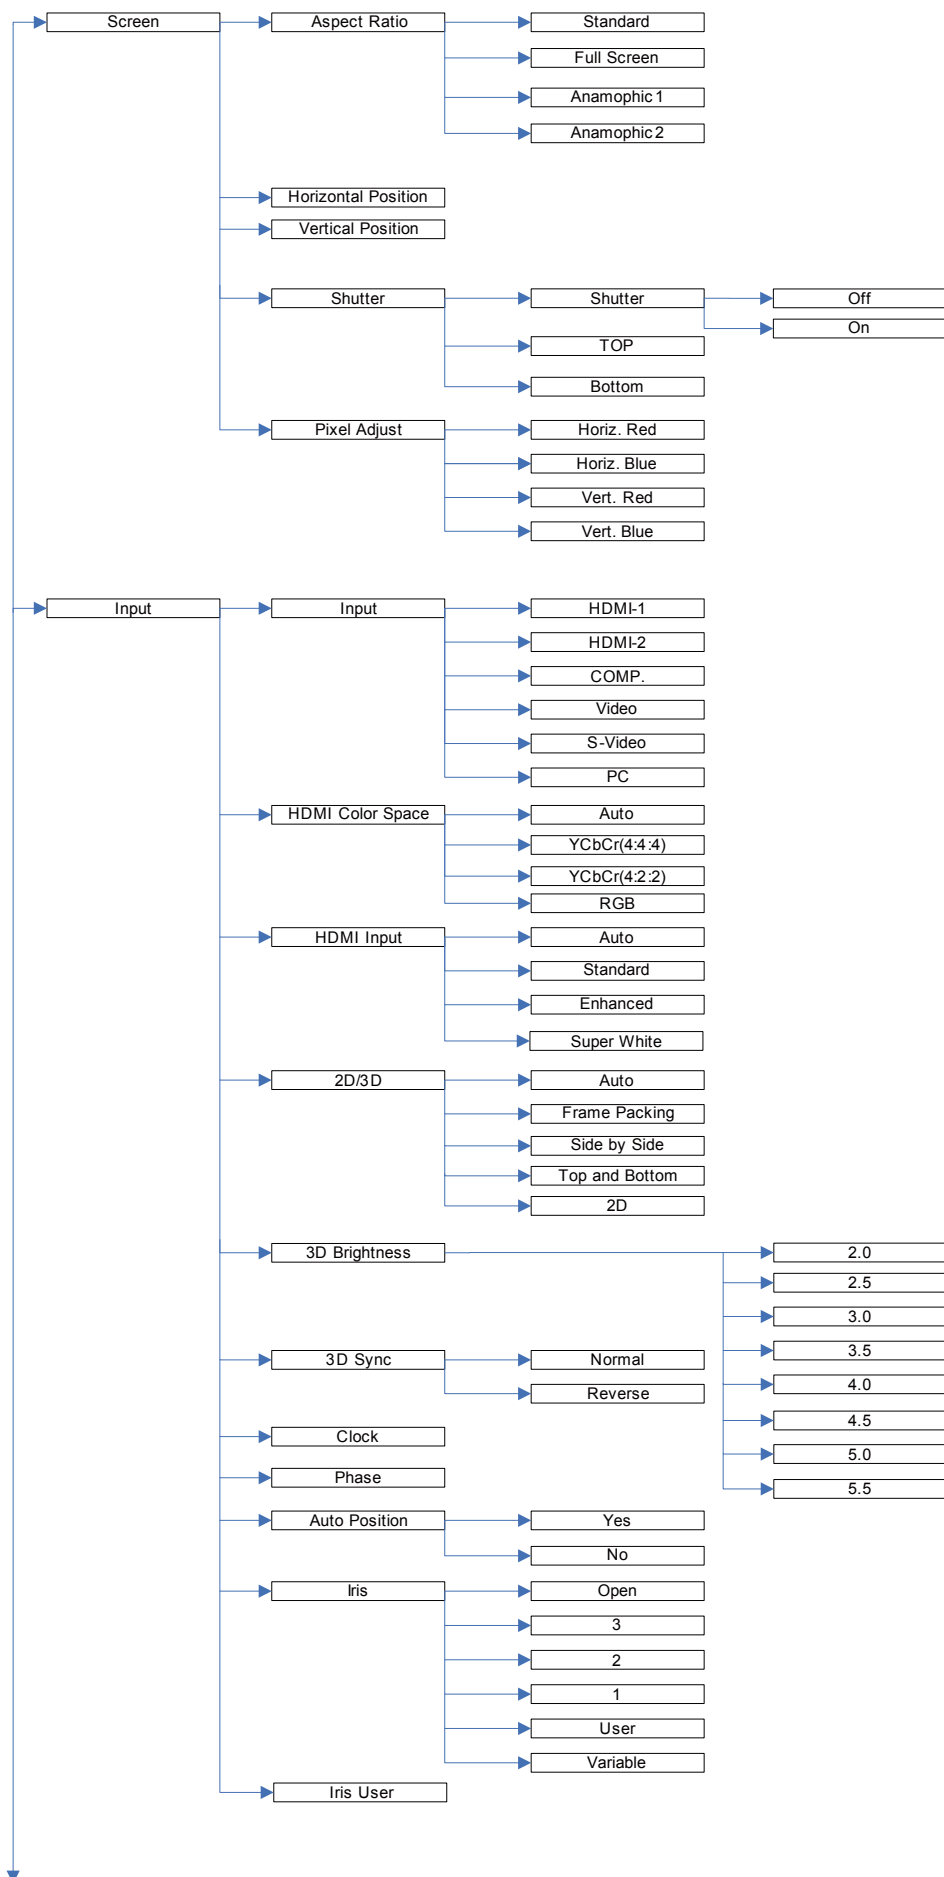 Screen
Aspect Ratio
Standard
Full Screen
Anamophic 1
Anamophic 2
Horizontal Position
Vertical Position
Shutter
Shutter
Off
On
TOP
Bottom
Pixel Adjust
Horiz. Red
Horiz. Blue
Vert. Red
Vert. Blue
Input
Input
HDMI-1
HDMI-2
COMP.
Video
S-Video
PC
HDMI Color Space
Auto
YCbCr(4:4:4)
YCbCr(4:2:2)
RGB
HDMI Input
Auto
Standard
Enhanced
Super White
2D/3D
Auto
Frame Packing
Side by Side
Top and Bottom
2D
3D Brightness
2.0
2.5
3.0
3.5
4.0
4.5
5.0
5.5
3D Sync
Normal
Reverse
Clock
Phase
Auto Position
Yes
No
Iris
Open
3
2
1
User
Variable
Iris User